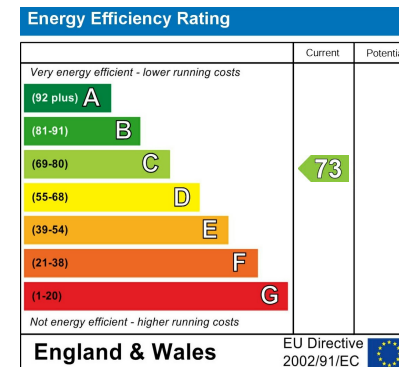 Energy Efficiency Rating
Current Potentia
Very energy efficient - lower running costs
(92 plus) A
(81-91) B
(69-80) C
73
(55-68) D
(39-54) E
(21-38) F
(1-20) G
Not energy efficient - higher running costs
England & Wales
EU Directive
2002/91/EC